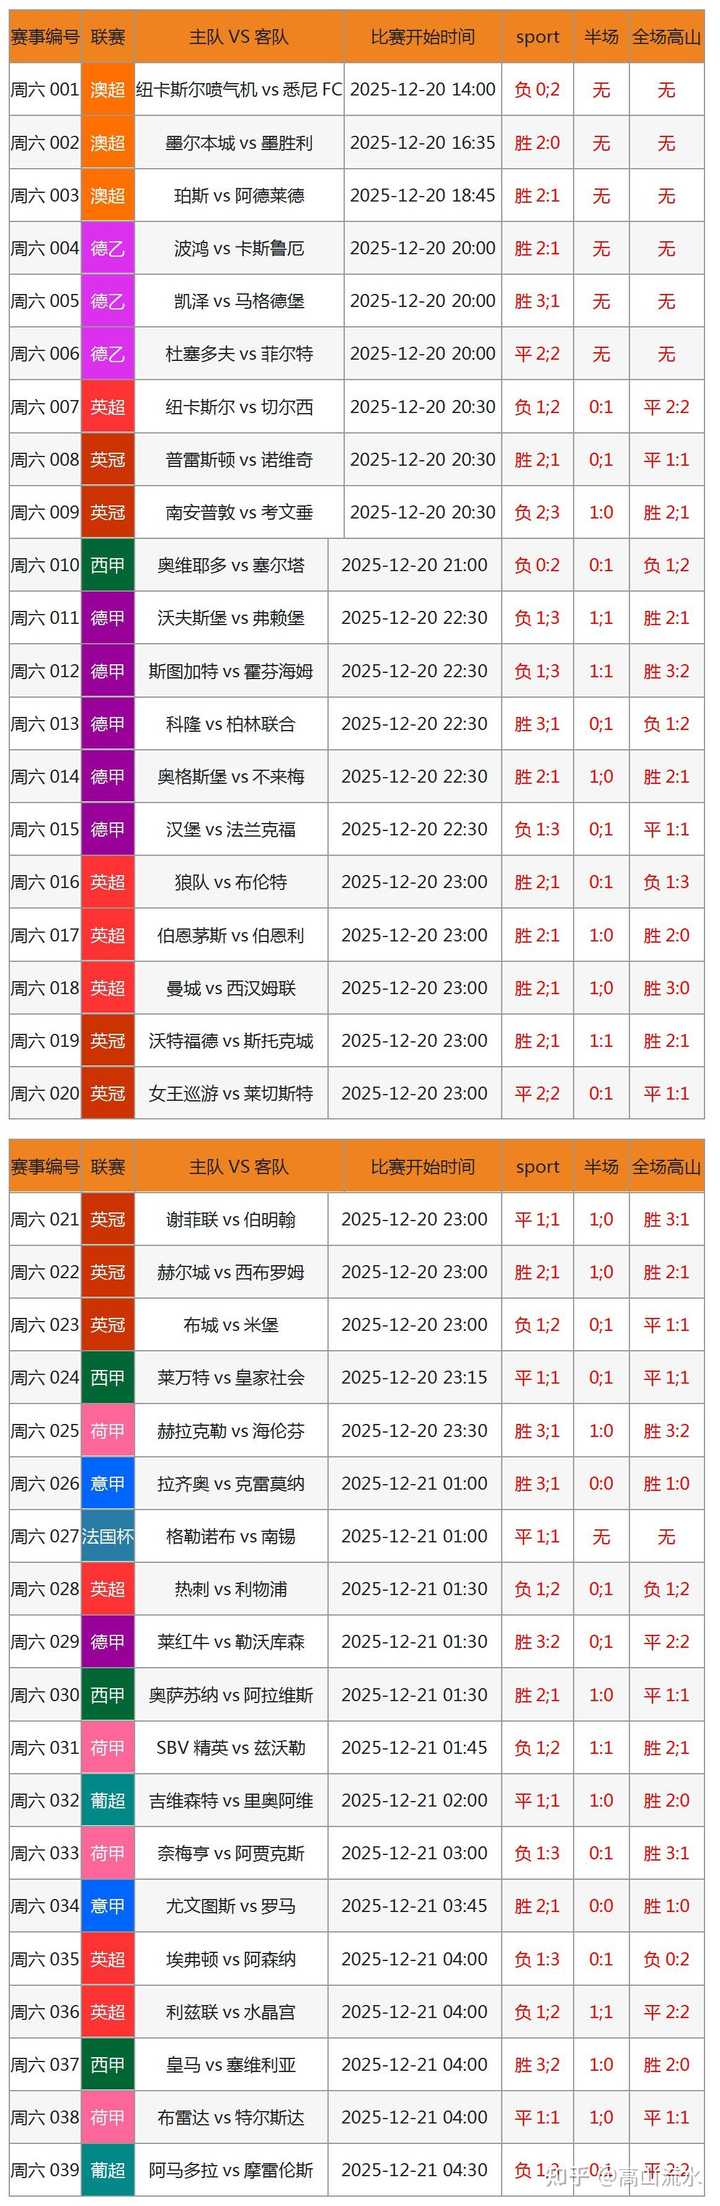 赛事编号 联赛 主队 VS 客队 比赛开始时间 sport 半场 全场高山
周六 001 澳超 纽卡斯尔喷气机 vs 悉尼 FC 2025-12-20 14:00 负 0;2 无 无
周六 002 澳超 墨尔本城 vs 墨胜利 2025-12-20 16:35 胜 2:0 无 无
周六 003 澳超 珀斯 vs 阿德莱德 2025-12-20 18:45 胜 2:1 无 无
周六 004 德乙 波鸿 vs 卡斯鲁厄 2025-12-20 20:00 胜 2:1 无 无
周六 005 德乙 凯泽 vs 马格德堡 2025-12-20 20:00 胜 3;1 无 无
周六 006 德乙 杜塞多夫 vs 菲尔特 2025-12-20 20:00 平 2;2 无 无
周六 007 英超 纽卡斯尔 vs 切尔西 2025-12-20 20:30 负 1;2 0:1 平 2:2
周六 008 英冠 普雷斯顿 vs 诺维奇 2025-12-20 20:30 胜 2;1 0;1 平 1:1
周六 009 英冠 南安普敦 vs 考文垂 2025-12-20 20:30 负 2;3 1:0 胜 2;1
周六 010 西甲 奥维耶多 vs 塞尔塔 2025-12-20 21:00 负 0:2 0:1 负 1;2
周六 011 德甲 沃夫斯堡 vs 弗赖堡 2025-12-20 22:30 负 1;3 1;1 胜 2:1
周六 012 德甲 斯图加特 vs 霍芬海姆 2025-12-20 22:30 负 1;3 1:1 胜 3:2
周六 013 德甲 科隆 vs 柏林联合 2025-12-20 22:30 胜 3;1 0;1 负 1:2
周六 014 德甲 奥格斯堡 vs 不来梅 2025-12-20 22:30 胜 2:1 1;0 胜 2:1
周六 015 德甲 汉堡 vs 法兰克福 2025-12-20 22:30 负 1:3 0;1 平 1:1
周六 016 英超 狼队 vs 布伦特 2025-12-20 23:00 胜 2;1 0:1 负 1:3
周六 017 英超 伯恩茅斯 vs 伯恩利 2025-12-20 23:00 胜 2:1 1:0 胜 2:0
周六 018 英超 曼城 vs 西汉姆联 2025-12-20 23:00 胜 2;1 1;0 胜 3:0
周六 019 英冠 沃特福德 vs 斯托克城 2025-12-20 23:00 胜 2;1 1:1 胜 2:1
周六 020 英冠 女王巡游 vs 莱切斯特 2025-12-20 23:00 平 2;2 0:1 平 1:1
赛事编号 联赛 主队 VS 客队 比赛开始时间 sport 半场 全场高山
周六 021 英冠 谢菲联 vs 伯明翰 2025-12-20 23:00 平 1;1 1;0 胜 3:1
周六 022 英冠 赫尔城 vs 西布罗姆 2025-12-20 23:00 胜 2;1 1;0 胜 2:1
周六 023 英冠 布城 vs 米堡 2025-12-20 23:00 负 1;2 0;1 平 1:1
周六 024 西甲 莱万特 vs 皇家社会 2025-12-20 23:15 平 1;1 0;1 平 1;1
周六 025 荷甲 赫拉克勒 vs 海伦芬 2025-12-20 23:30 胜 3;1 1:0 胜 3:2
周六 026 意甲 拉齐奥 vs 克雷莫纳 2025-12-21 01:00 胜 3;1 0:0 胜 1:0
周六 027 法国杯 格勒诺布 vs 南锡 2025-12-21 01:00 平 1;1 无 无
周六 028 英超 热刺 vs 利物浦 2025-12-21 01:30 负 1;2 0;1 负 1;2
周六 029 德甲 莱红牛 vs 勒沃库森 2025-12-21 01:30 胜 3:2 0;1 平 2:2
周六 030 西甲 奥萨苏纳 vs 阿拉维斯 2025-12-21 01:30 胜 2;1 1:0 平 1:1
周六 031 荷甲 SBV 精英 vs 兹沃勒 2025-12-21 01:45 负 1;2 1:1 胜 2;1
周六 032 葡超 吉维森特 vs 里奥阿维 2025-12-21 02:00 平 1;1 1:0 胜 2:0
周六 033 荷甲 奈梅亨 vs 阿贾克斯 2025-12-21 03:00 负 1:3 0:1 胜 3:1
周六 034 意甲 尤文图斯 vs 罗马 2025-12-21 03:45 胜 2;1 0:0 胜 1:0
周六 035 英超 埃弗顿 vs 阿森纳 2025-12-21 04:00 负 1:3 0:1 负 0:2
周六 036 英超 利兹联 vs 水晶宫 2025-12-21 04:00 负 1;2 1;1 平 2:2
周六 037 西甲 皇马 vs 塞维利亚 2025-12-21 04:00 胜 3;2 1:0 胜 2:0
周六 038 荷甲 布雷达 vs 特尔斯达 2025-12-21 04:00 平 1:1 1;0 平 1:1
周六 039 葡超 阿马多拉 vs 摩雷伦斯 2025-12-21 04:30 负 0:1 平 2:2
知乎 @高山流水